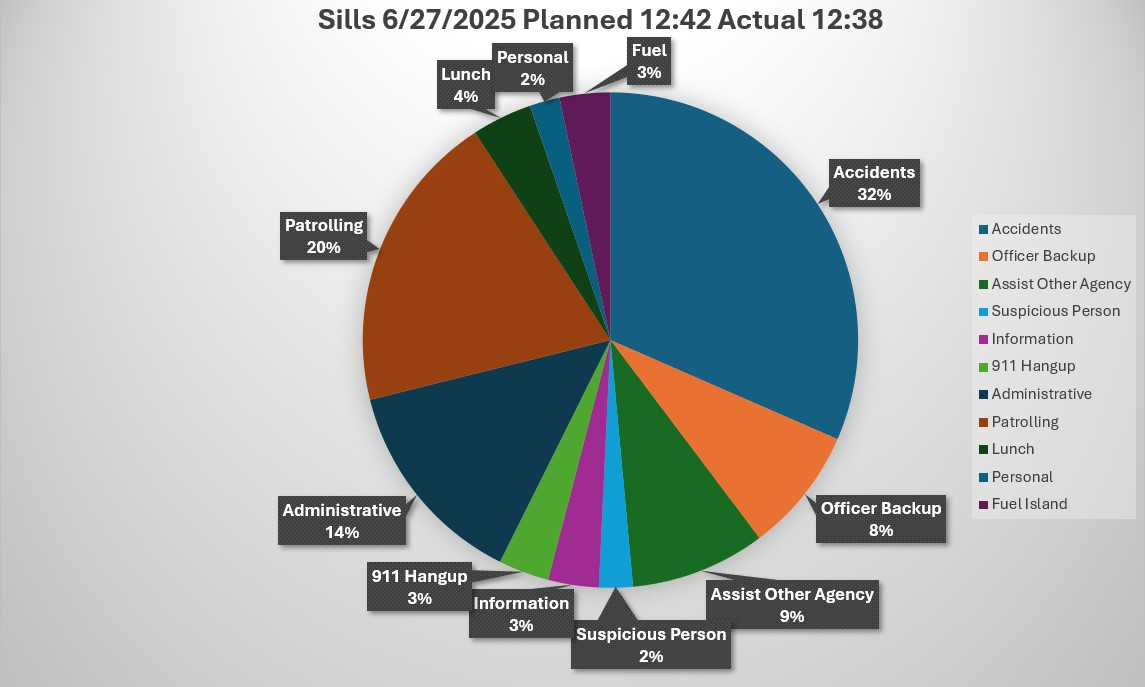 Sills 6/27/2025 Planned 12:42 Actual 12:38
Fuel
3%
Personal
2%
Lunch
4%
Accidents
32%
Patrolling
20%
Officer Backup
8%
Administrative
14%
911 Hangup
3%
Information
3%
Assist Other Agency
9%
Suspicious Person
2%
Accidents
Officer Backup
Assist Other Agency
Suspicious Person
Information
911 Hangup
Administrative
Patrolling
Lunch
Personal
Fuel Island